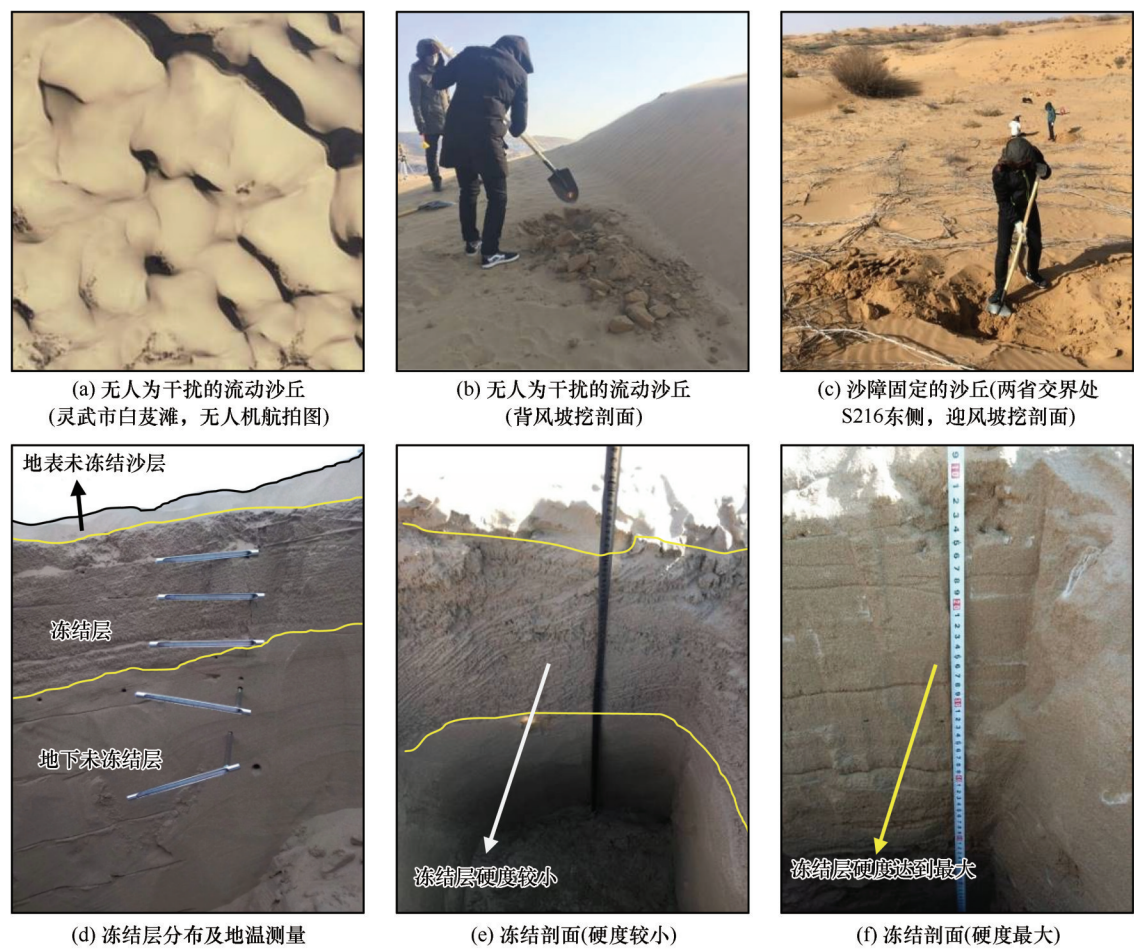 (a) 无人为干扰的流动沙丘
(灵武市白芨滩，无人机航拍图)
(b) 无人为干扰的流动沙丘
(背风坡挖剖面)
(c) 沙障固定的沙丘(两省交界处
S216东侧，迎风坡挖剖面)
地表未冻结沙层
冻结层
地下未冻结层
冻结层硬度较小
冻结层硬度达到最大
(d) 冻结层分布及地温测量
(e) 冻结剖面(硬度较小)
(f) 冻结剖面(硬度最大)